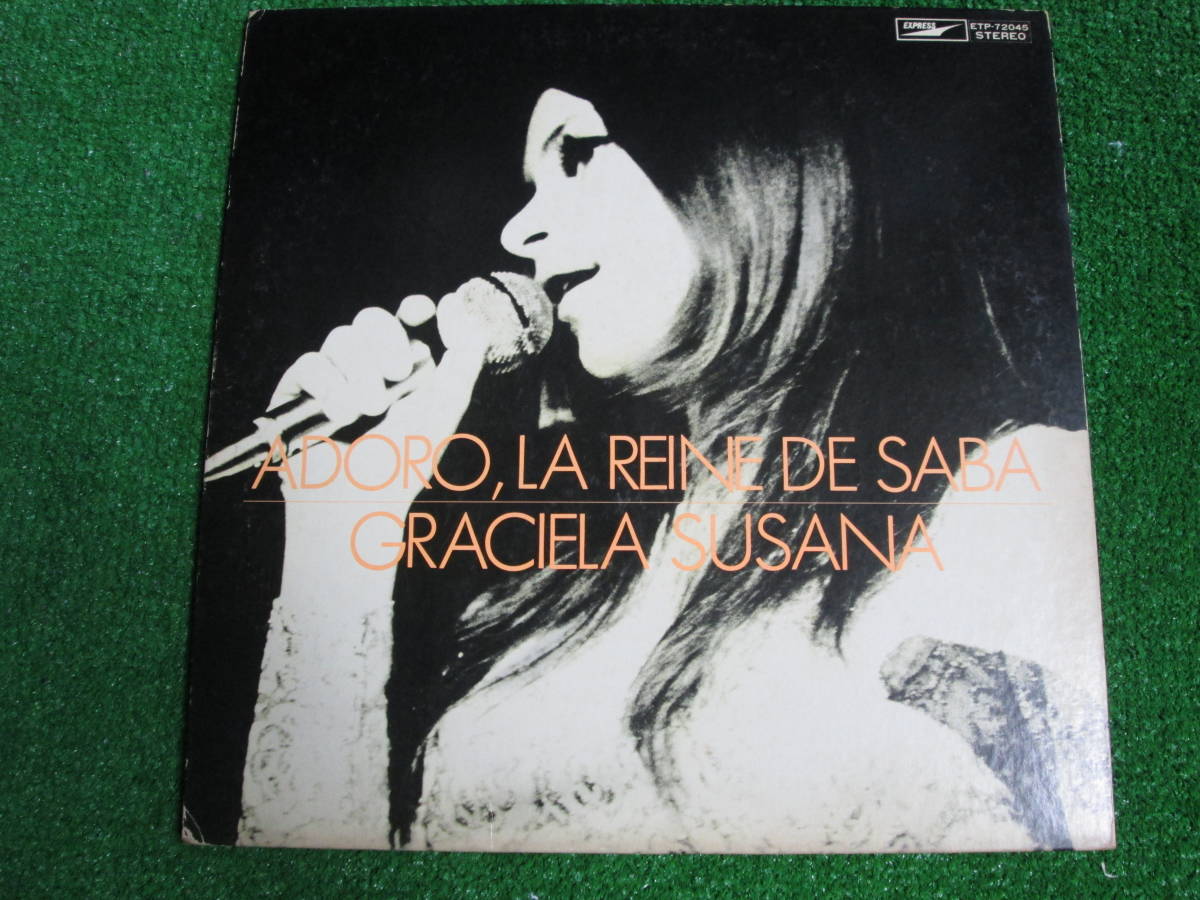 EXPRESS
ETP-72045
STEREO
ADORO, LA REINE DE SABA
GRACIELA SUSANA